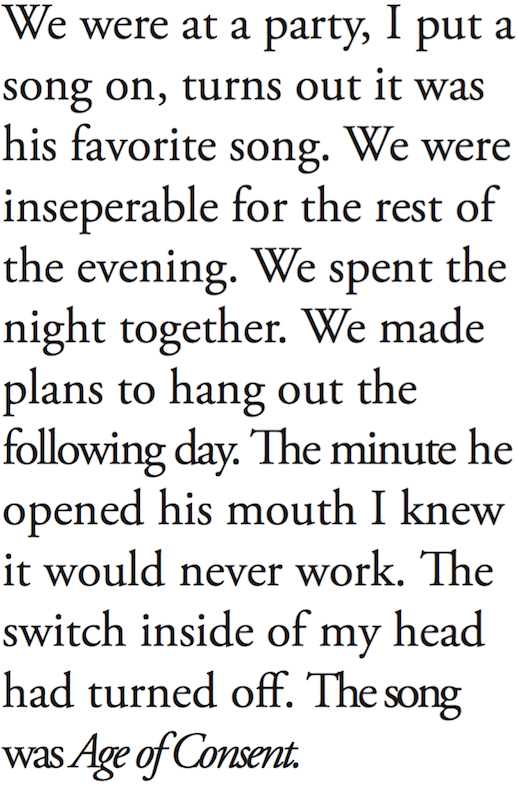 We were at a party, I put a
song on, turns out it was
his favorite song. We were
inseperable for the rest of
the evening. We spent the
night together. We made
plans to hang out the
following day. The minute he
opened his mouth I knew
it would never work. The
switch inside of my head
had turned off. The song
was Age of Consent.